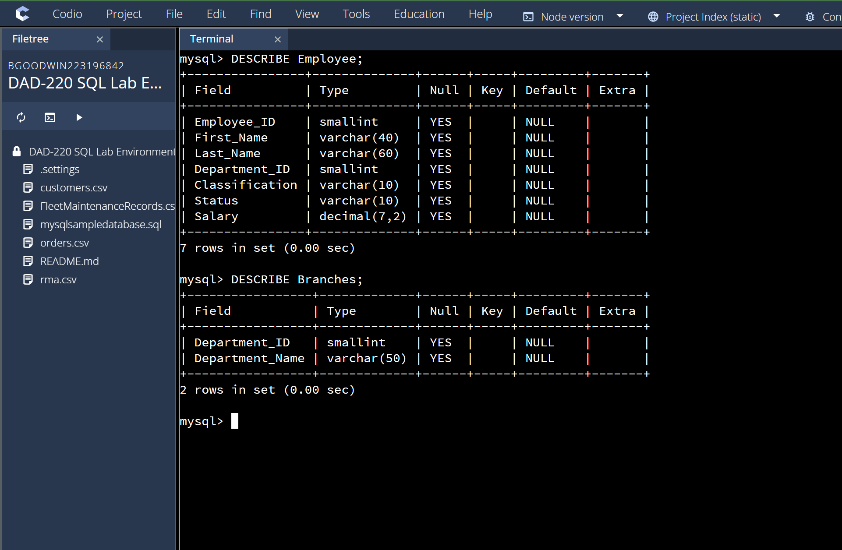 Codio Project File Edit Find View Tools Education Help Node version Project Index (static) Con
Filetree ×
Terminal ×
BGOODWIN223196842
DAD-220 SQL Lab E...
DAD-220 SQL Lab Environment
.settings
customers.csv
FleetMaintenanceRecords.cs
mysqlsampledatabase.sql
orders.csv
README.md
rma.csv
mysql> DESCRIBE Employee;
+----------------+--------------+------+-----+---------+-------+
| Field | Type | Null | Key | Default | Extra |
+----------------+--------------+------+-----+---------+-------+
| Employee_ID | smallint | YES | | NULL | |
| First_Name | varchar(40) | YES | | NULL | |
| Last_Name | varchar(60) | YES | | NULL | |
| Department_ID | smallint | YES | | NULL | |
| Classification | varchar(10) | YES | | NULL | |
| Status | varchar(10) | YES | | NULL | |
| Salary | decimal(7,2) | YES | | NULL | |
+----------------+--------------+------+-----+---------+-------+
7 rows in set (0.00 sec)
mysql> DESCRIBE Branches;
+-----------------+-------------+------+-----+---------+-------+
| Field | Type | Null | Key | Default | Extra |
+-----------------+-------------+------+-----+---------+-------+
| Department_ID | smallint | YES | | NULL | |
| Department_Name | varchar(50) | YES | | NULL | |
+-----------------+-------------+------+-----+---------+-------+
2 rows in set (0.00 sec)
mysql>